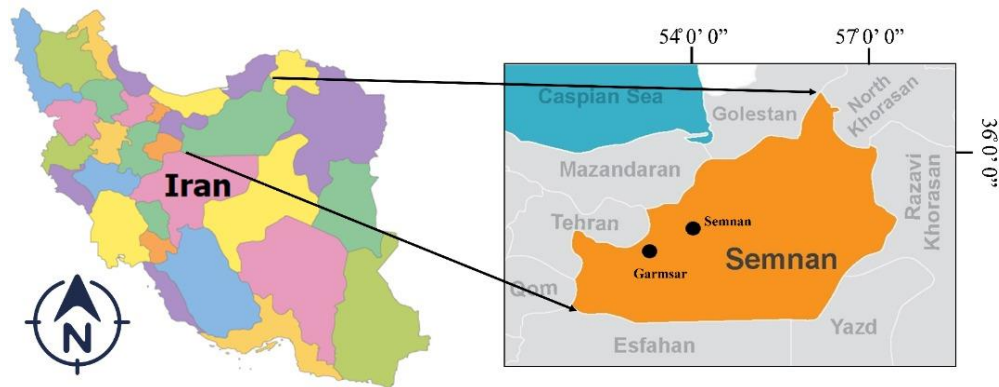 54° 0' 0”
57° 0' 0”
Caspian Sea
Golestan
North
Khorasan
36° 0' 0”
Mazandaran
Razavi
Khorasan
Iran
Tehran
Semnan
Semnan
Garmsar
Qom
N
Esfahan
Yazd